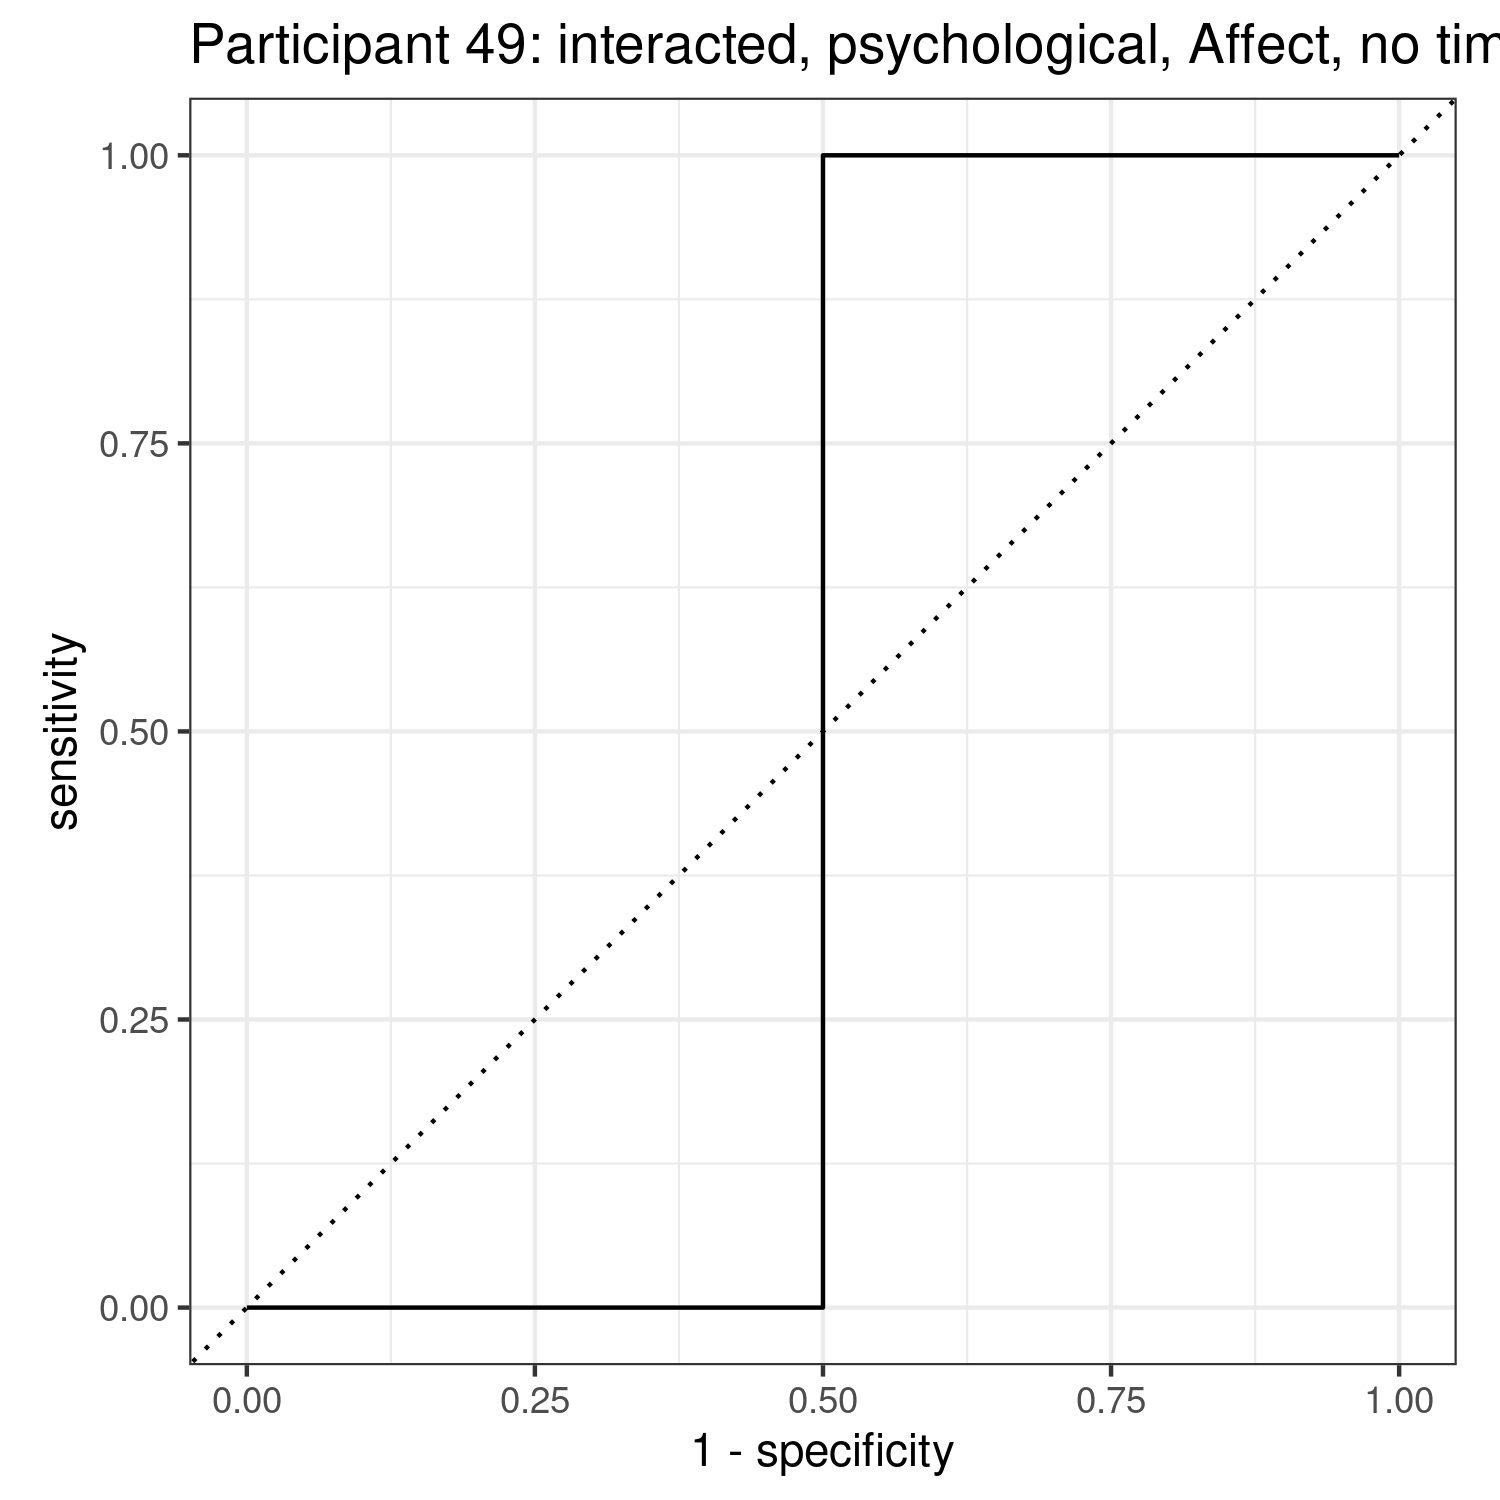 Participant 49: interacted, psychological, Affect, no tim
1.00
0.75
0.50
0.25
0.00
sensitivity
0.00 0.25 0.50 0.75 1.00
1 - specificity